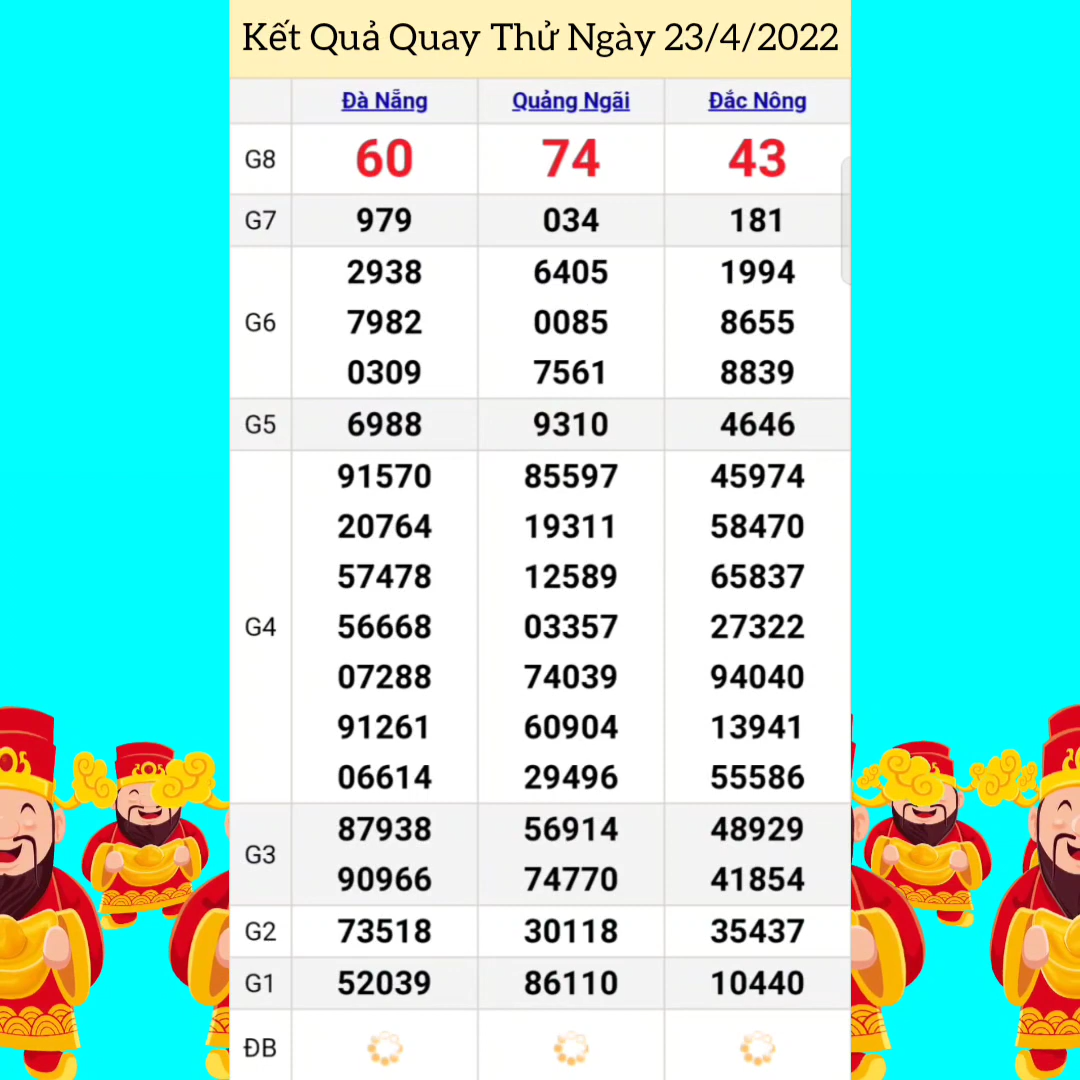 Kết Quả Quay Thử Ngày 23/4/2022
Đà Nẵng Quảng Ngãi Đắc Nông
G8 60 74 43
G7 979 034 181
2938 6405 1994
G6 7982 0085 8655
0309 7561 8839
G5 6988 9310 4646
91570 85597 45974
20764 19311 58470
57478 12589 65837
G4 56668 03357 27322
07288 74039 94040
91261 60904 13941
06614 29496 55586
87938 56914 48929
G3
90966 74770 41854
G2 73518 30118 35437
G1 52039 86110 10440
ĐB